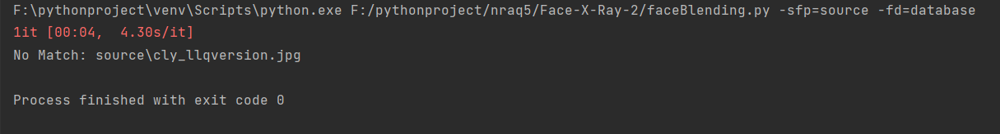 F:\pythonproject\venv\Scripts\python.exe F:/pythonproject/nraq5/Face-X-Ray-2/faceBlending.py -sfp=source -fd=database
1it [00:04,  4.30s/it]
No Match: source\cly_llqversion.jpg
Process finished with exit code 0